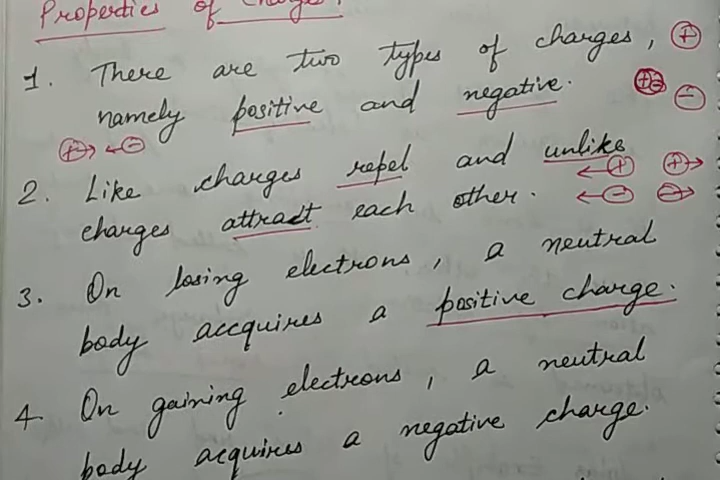 Properties of Charges:
1. There are two types of charges,
namely positive and negative.
2. Like charges repel and unlike
charges attract each other.
3. On losing electrons, a neutral
body accquires a positive charge.
4. On gaining electrons, a neutral
body acquires a negative charge.